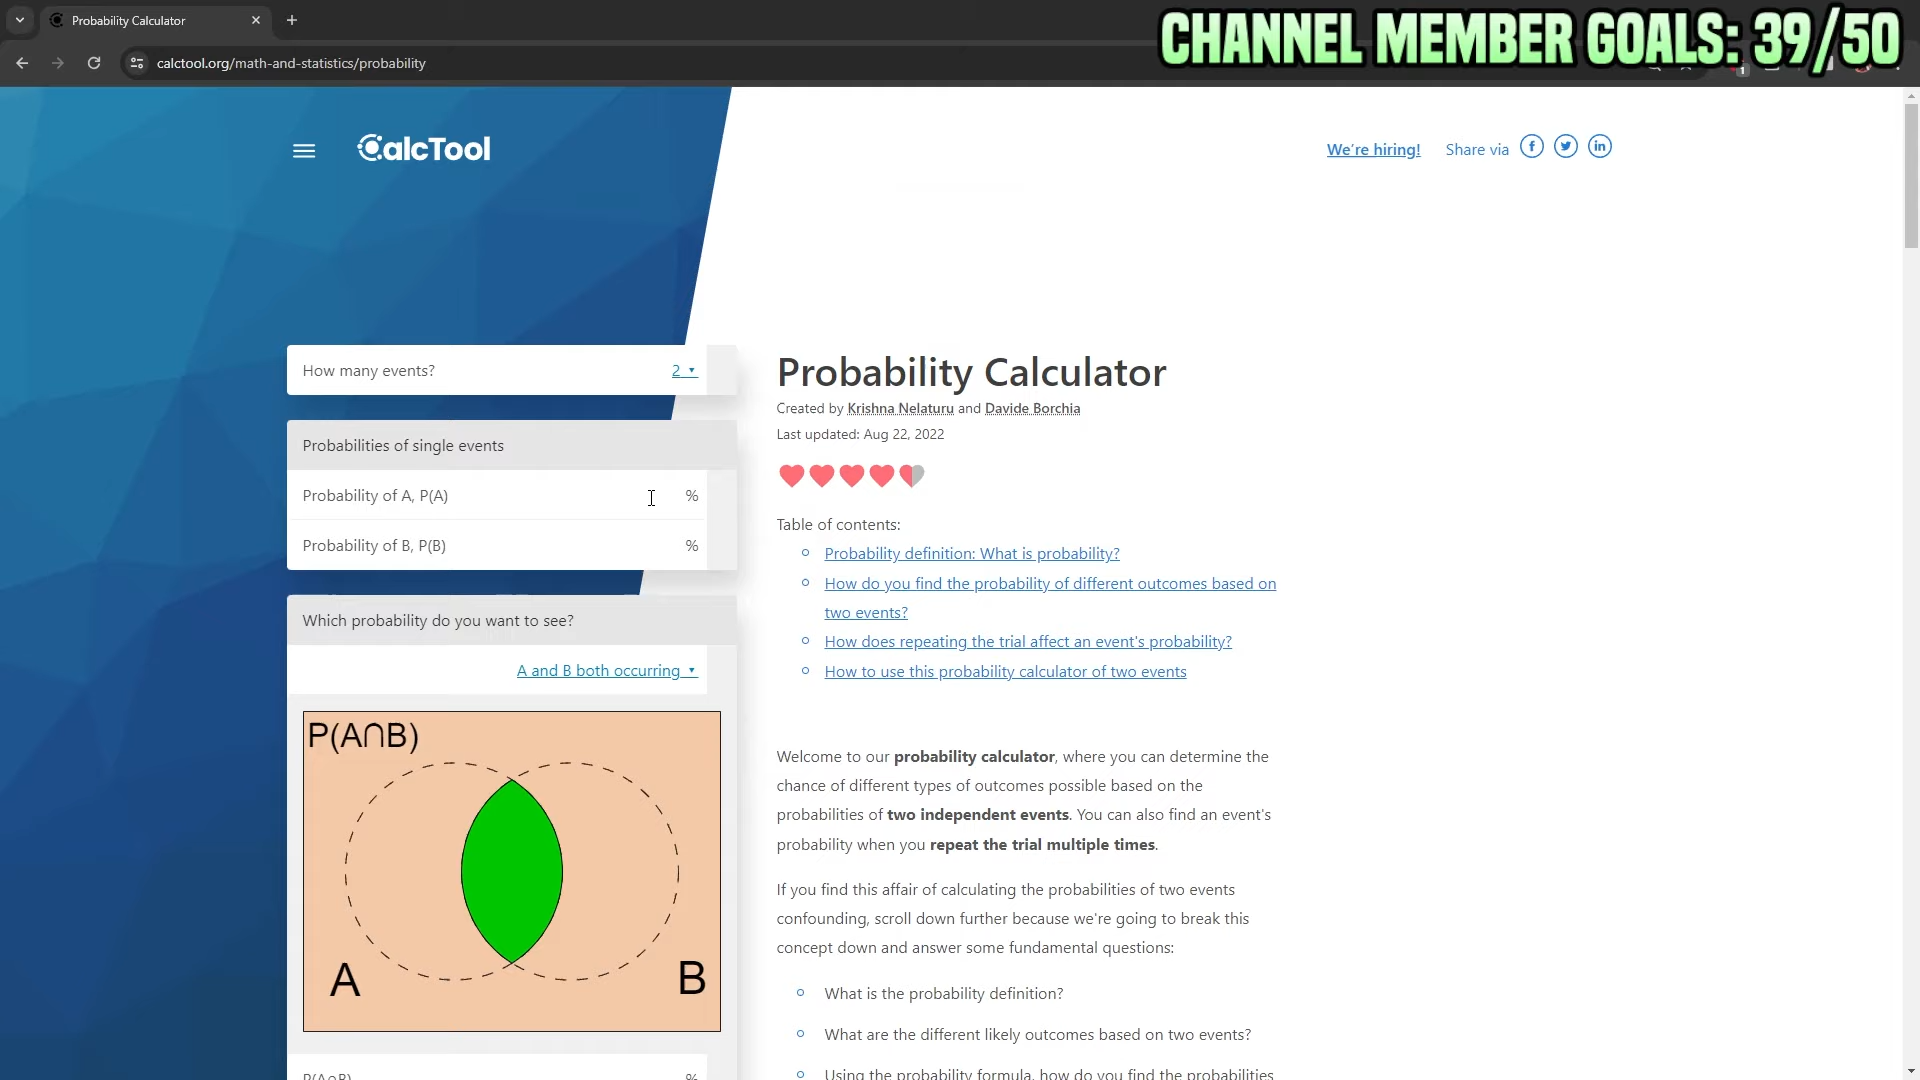 Probability Calculator
CHANNEL MEMBER GOALS: 39/50
calctool.org/math-and-statistics/probability
1
CalcTool
We're hiring!
Share via
How many events?
2
Probabilities of single events
Probability of A, P(A)
%
Probability of B, P(B)
%
Which probability do you want to see?
A and B both occurring
P(A∩B)
A
B
P(A∩B)
%
Probability Calculator
Created by Krishna Nelaturu and Davide Borchia
Last updated: Aug 22, 2022
Table of contents:
Probability definition: What is probability?
How do you find the probability of different outcomes based on
two events?
How does repeating the trial affect an event's probability?
How to use this probability calculator of two events
Welcome to our probability calculator, where you can determine the
chance of different types of outcomes possible based on the
probabilities of two independent events. You can also find an event's
probability when you repeat the trial multiple times.
If you find this affair of calculating the probabilities of two events
confounding, scroll down further because we're going to break this
concept down and answer some fundamental questions:
What is the probability definition?
What are the different likely outcomes based on two events?
Using the probability formula, how do you find the probabilities